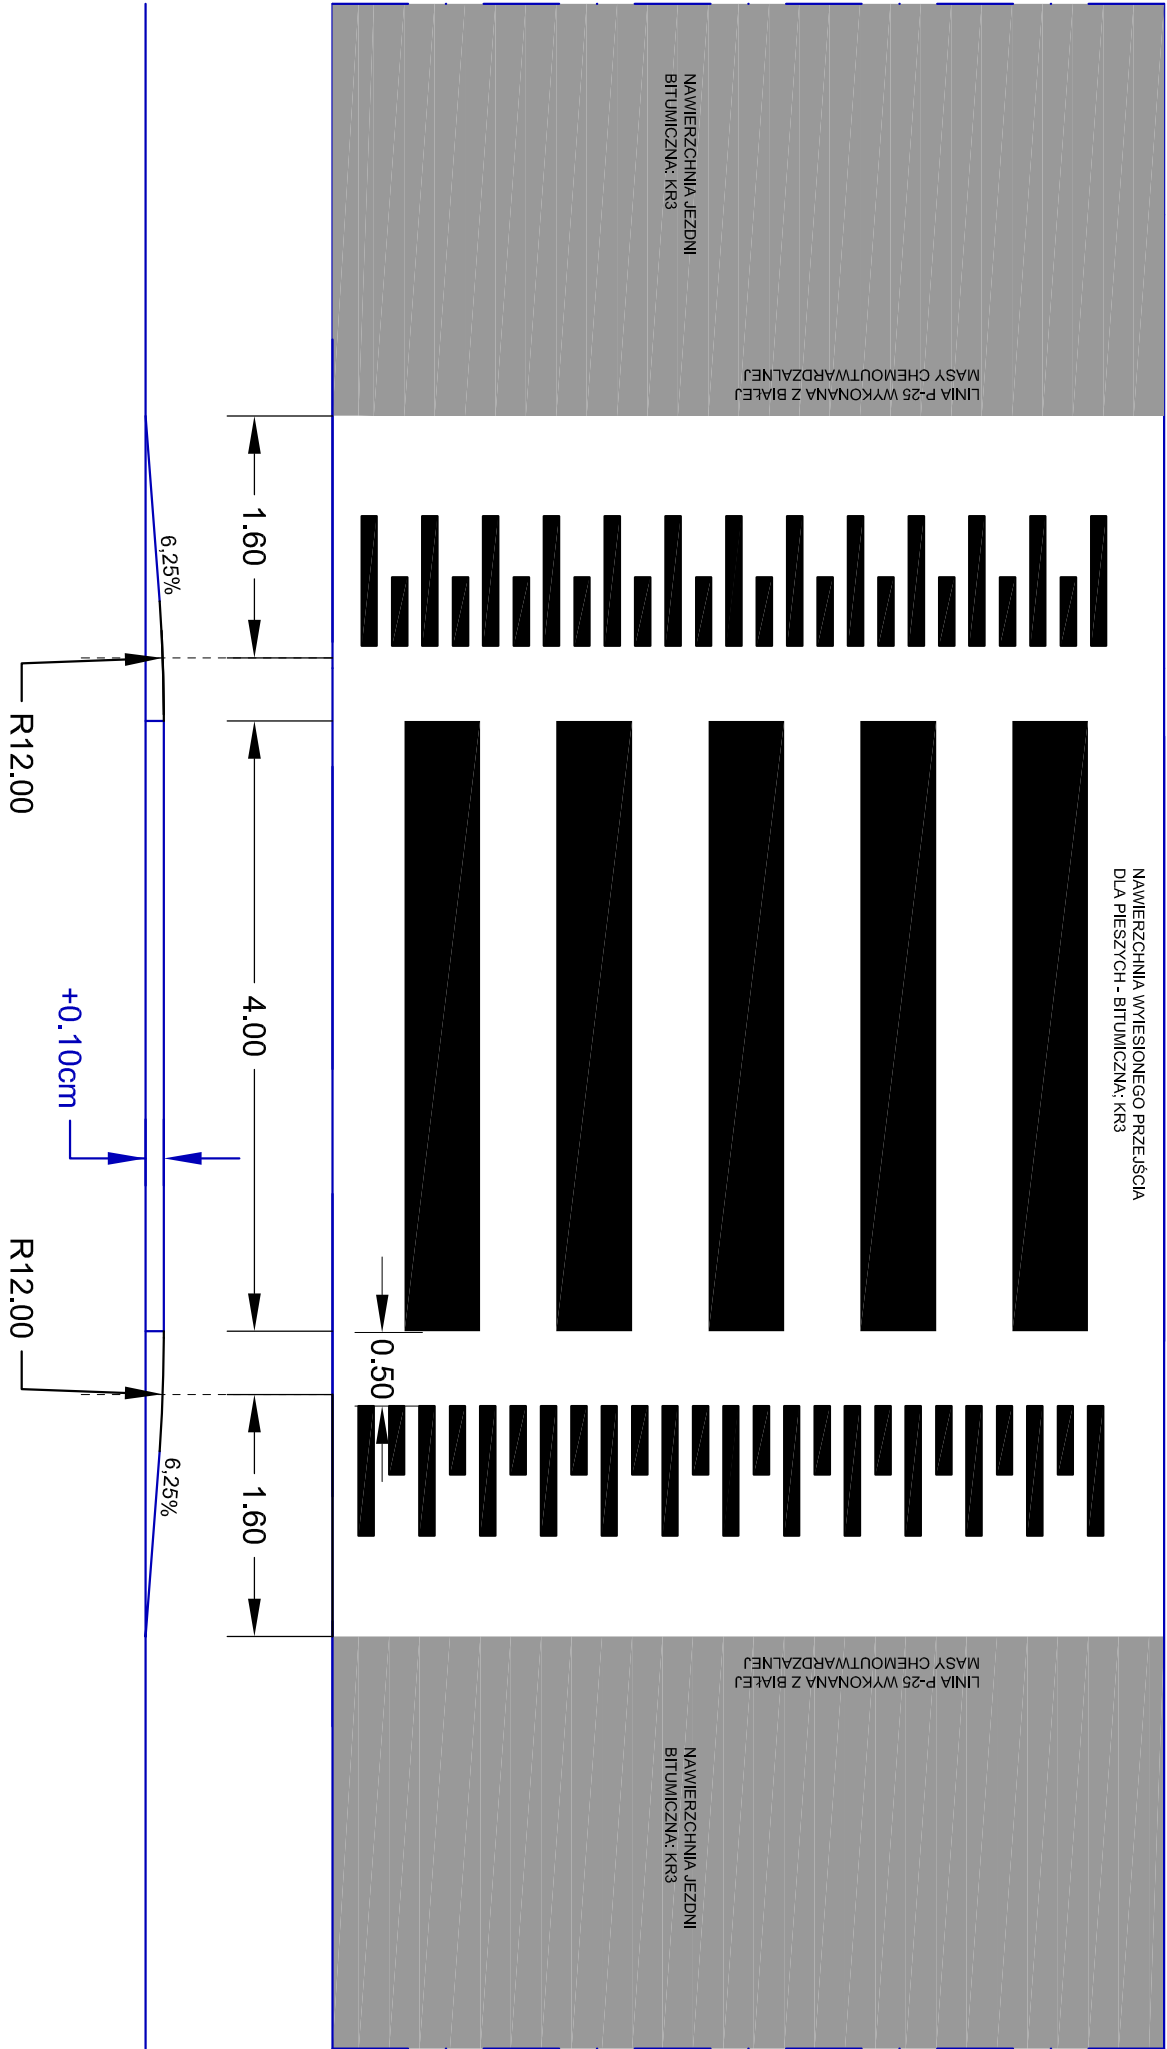 NAWIERZCHNIA JEZDNI
BITUMICZNA: KR3
LINIA P-25 WYKONANA Z BIAŁEJ
MASY CHEMOUTWARDZALNEJ
NAWIERZCHNIA WYIESIONEGO PRZEJŚCIA
DLA PIESZYCH - BITUMICZNA; KR3
LINIA P-25 WYKONANA Z BIAŁEJ
MASY CHEMOUTWARDZALNEJ
NAWIERZCHNIA JEZDNI
BITUMICZNA: KR3
0.50
1.60
4.00
1.60
6,25%
6,25%
+0.10cm
R12.00
R12.00